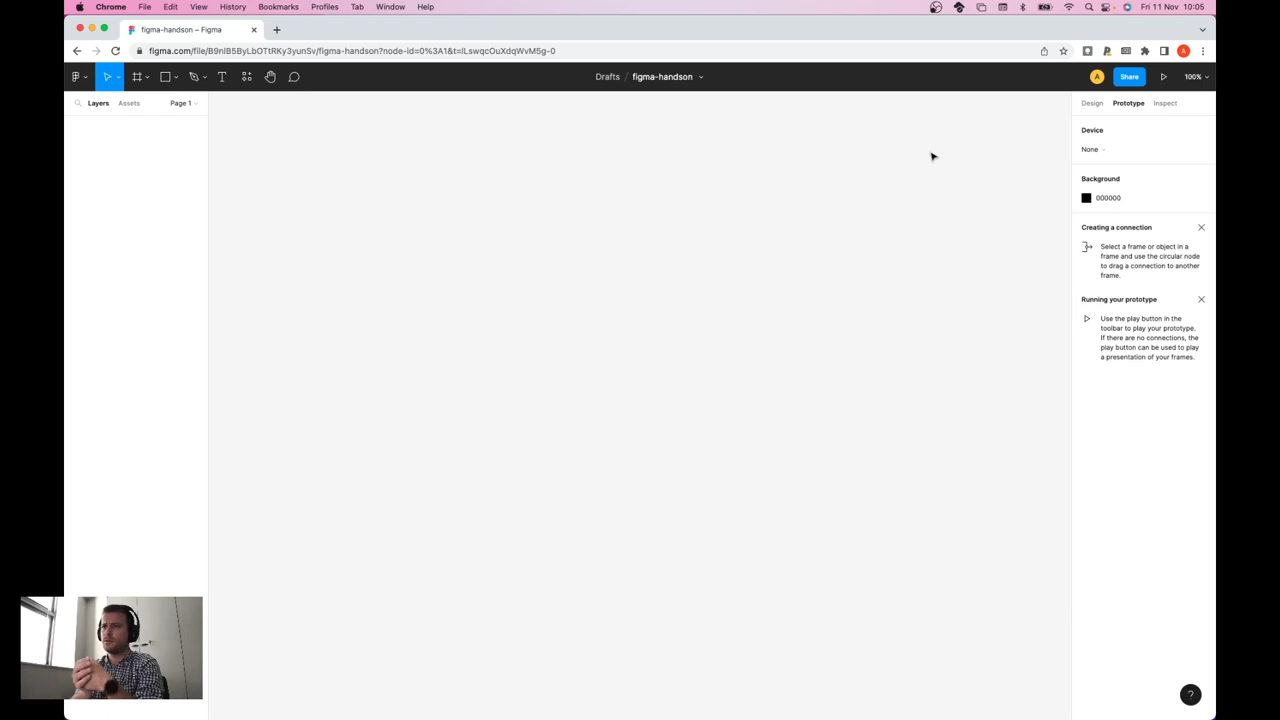 Chrome File Edit View History Bookmarks Profiles Tab Window Help Fri 11 Nov 10:05
figma-handson – Figma
figma.com/file/B9nIB5ByLbOTtRKy3yunSv/figma-handson?node-id=0%3A1&t=lLswqcOuXdqWvM5g-0 A
Drafts / figma-handson A Share 100%
Layers Assets Page 1 Design Prototype Inspect
Device
None
Background
000000
Creating a connection
Select a frame or object in a
frame and use the circular node
to drag a connection to another
frame.
Running your prototype
Use the play button in the
toolbar to play your prototype.
If there are no connections, the
play button can be used to play
a presentation of your frames.
?